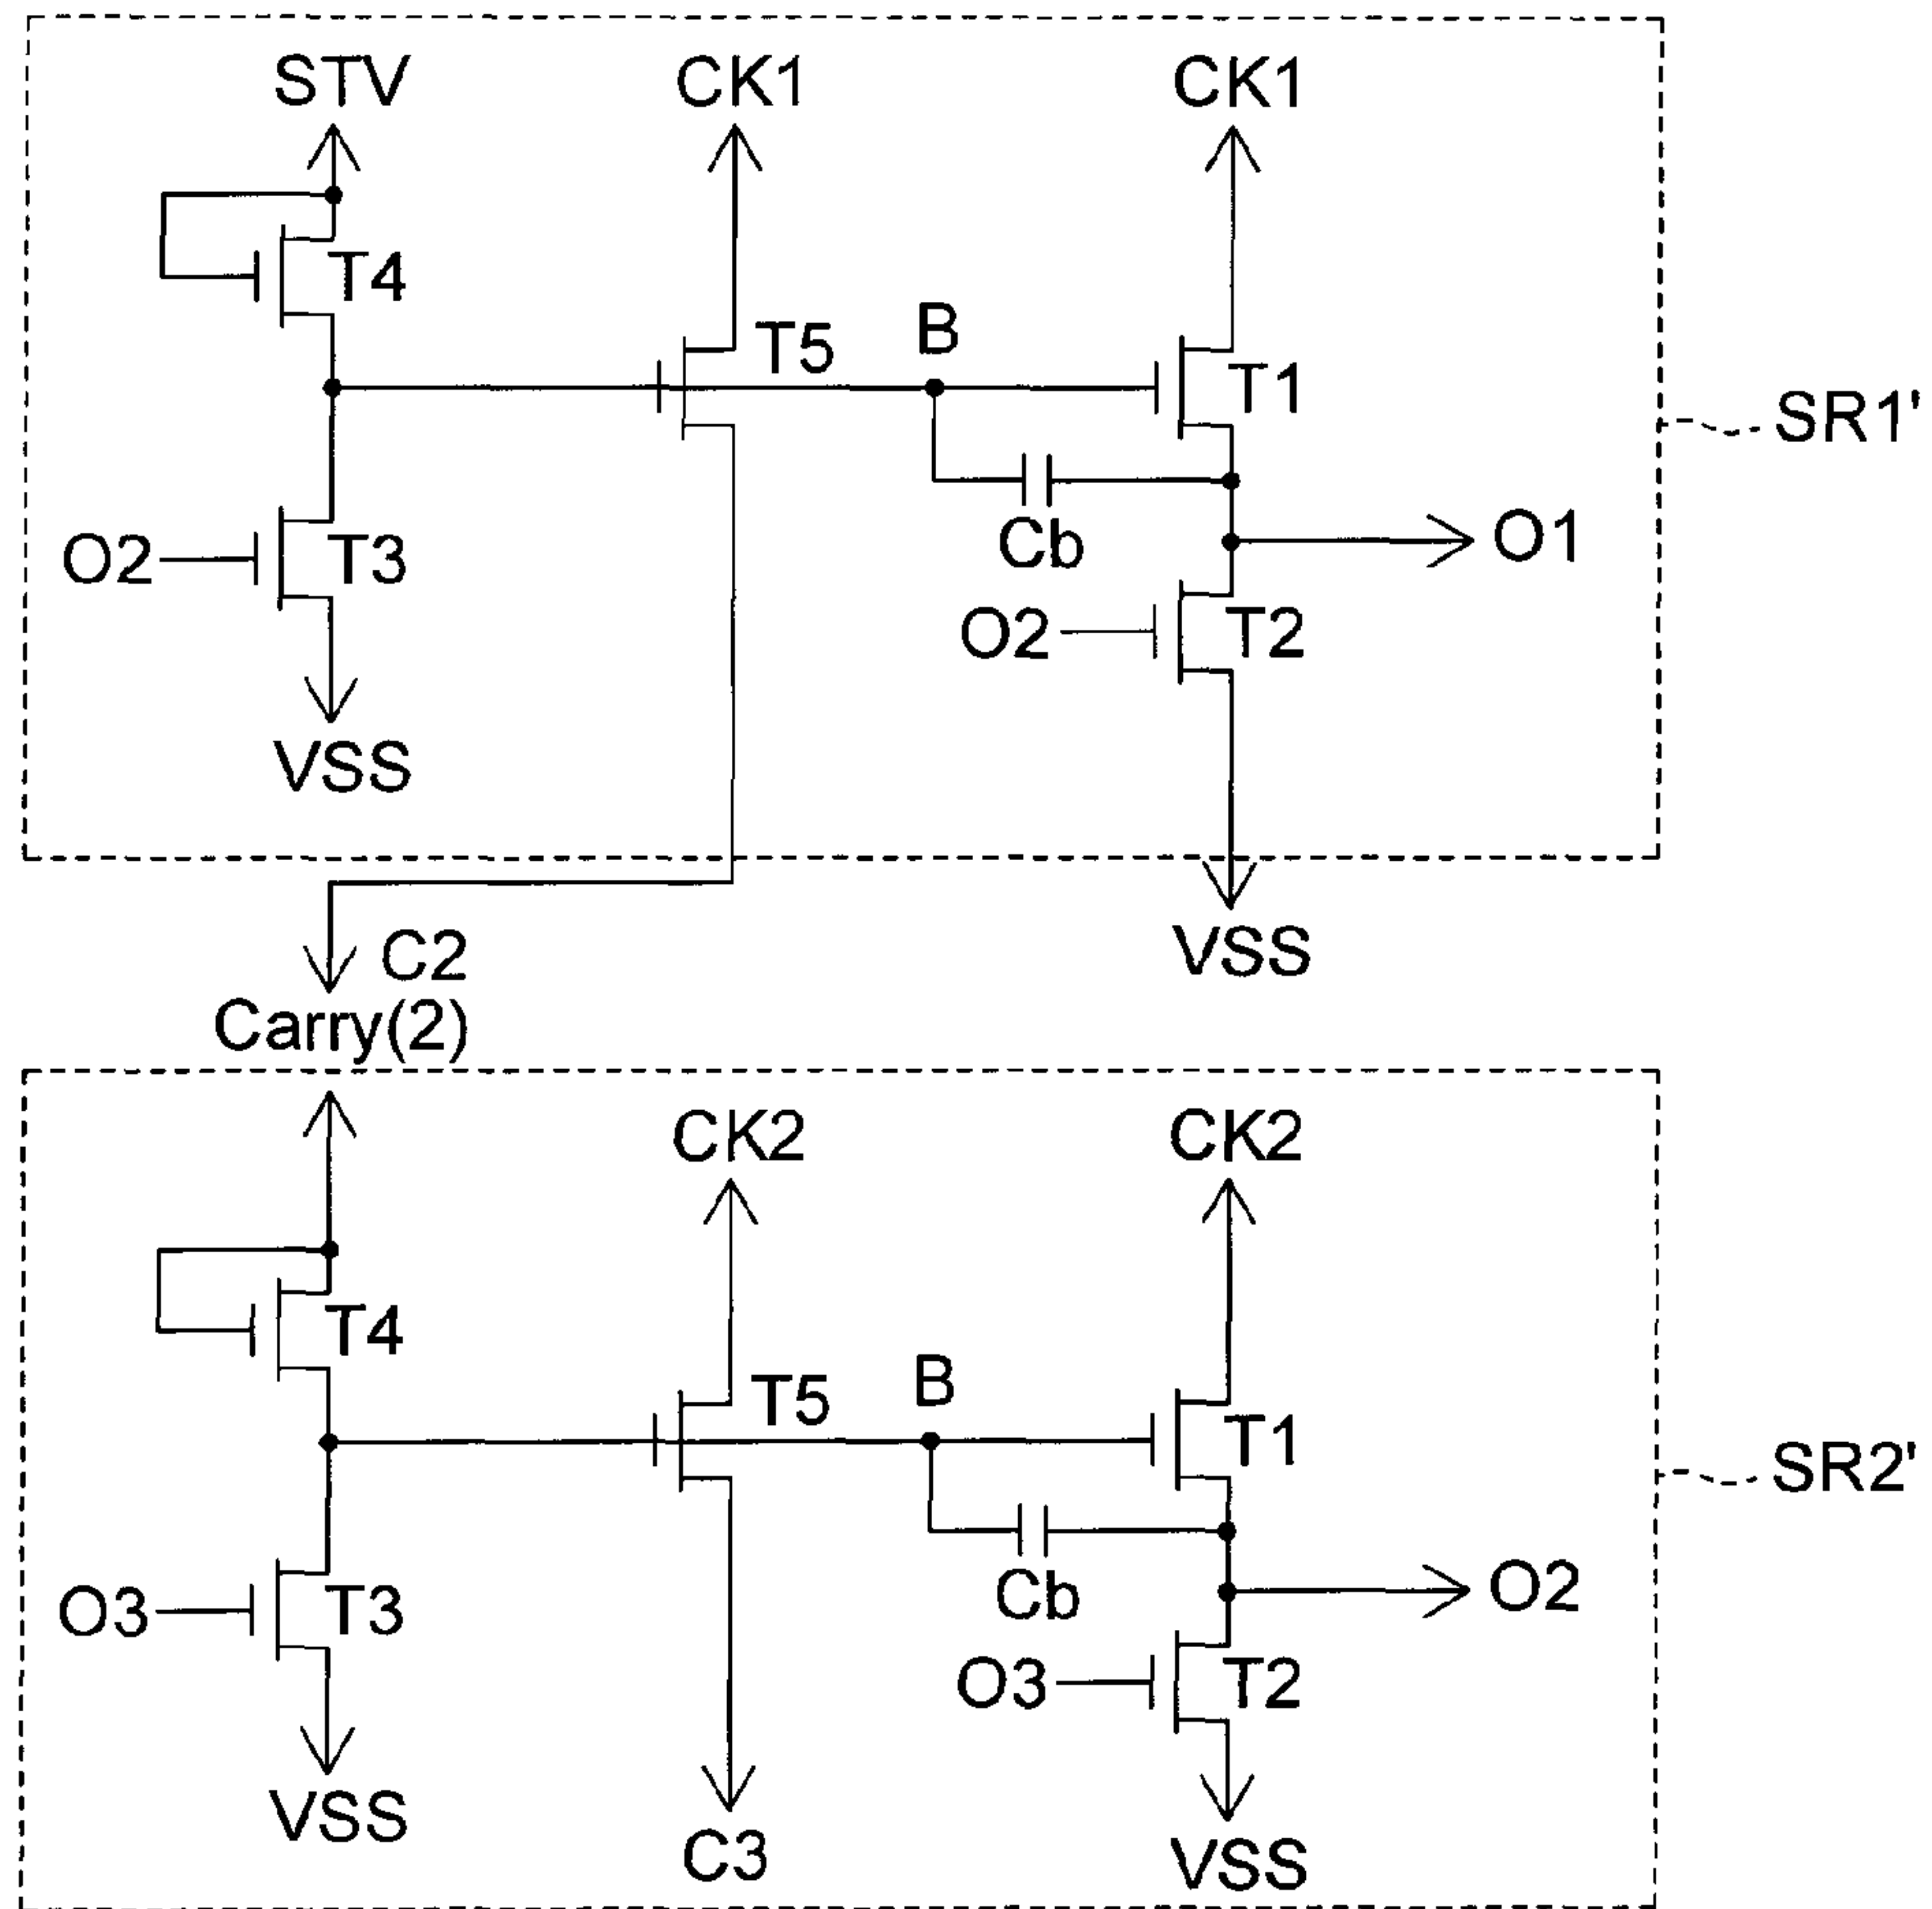 STV CK1 CK1
T4
T5 B T1
SR1'
O2 T3 Cb O1
O2 T2
VSS
C2 VSS
Carry(2)
CK2 CK2
T4
T5 B T1
SR2'
O3 T3 Cb O2
O3 T2
VSS C3 VSS